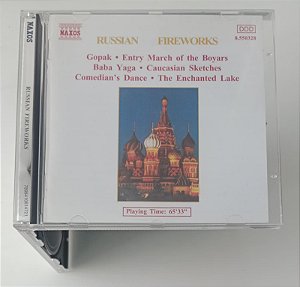 NAXOS
RUSSIAN FIREWORKS
DDD
8.550328
Gopak • Entry March of the Boyars
Baba Yaga • Caucasian Sketches
Comedian's Dance • The Enchanted Lake
Playing Time: 65'33"
NAXOS
RUSSIAN FIREWORKS